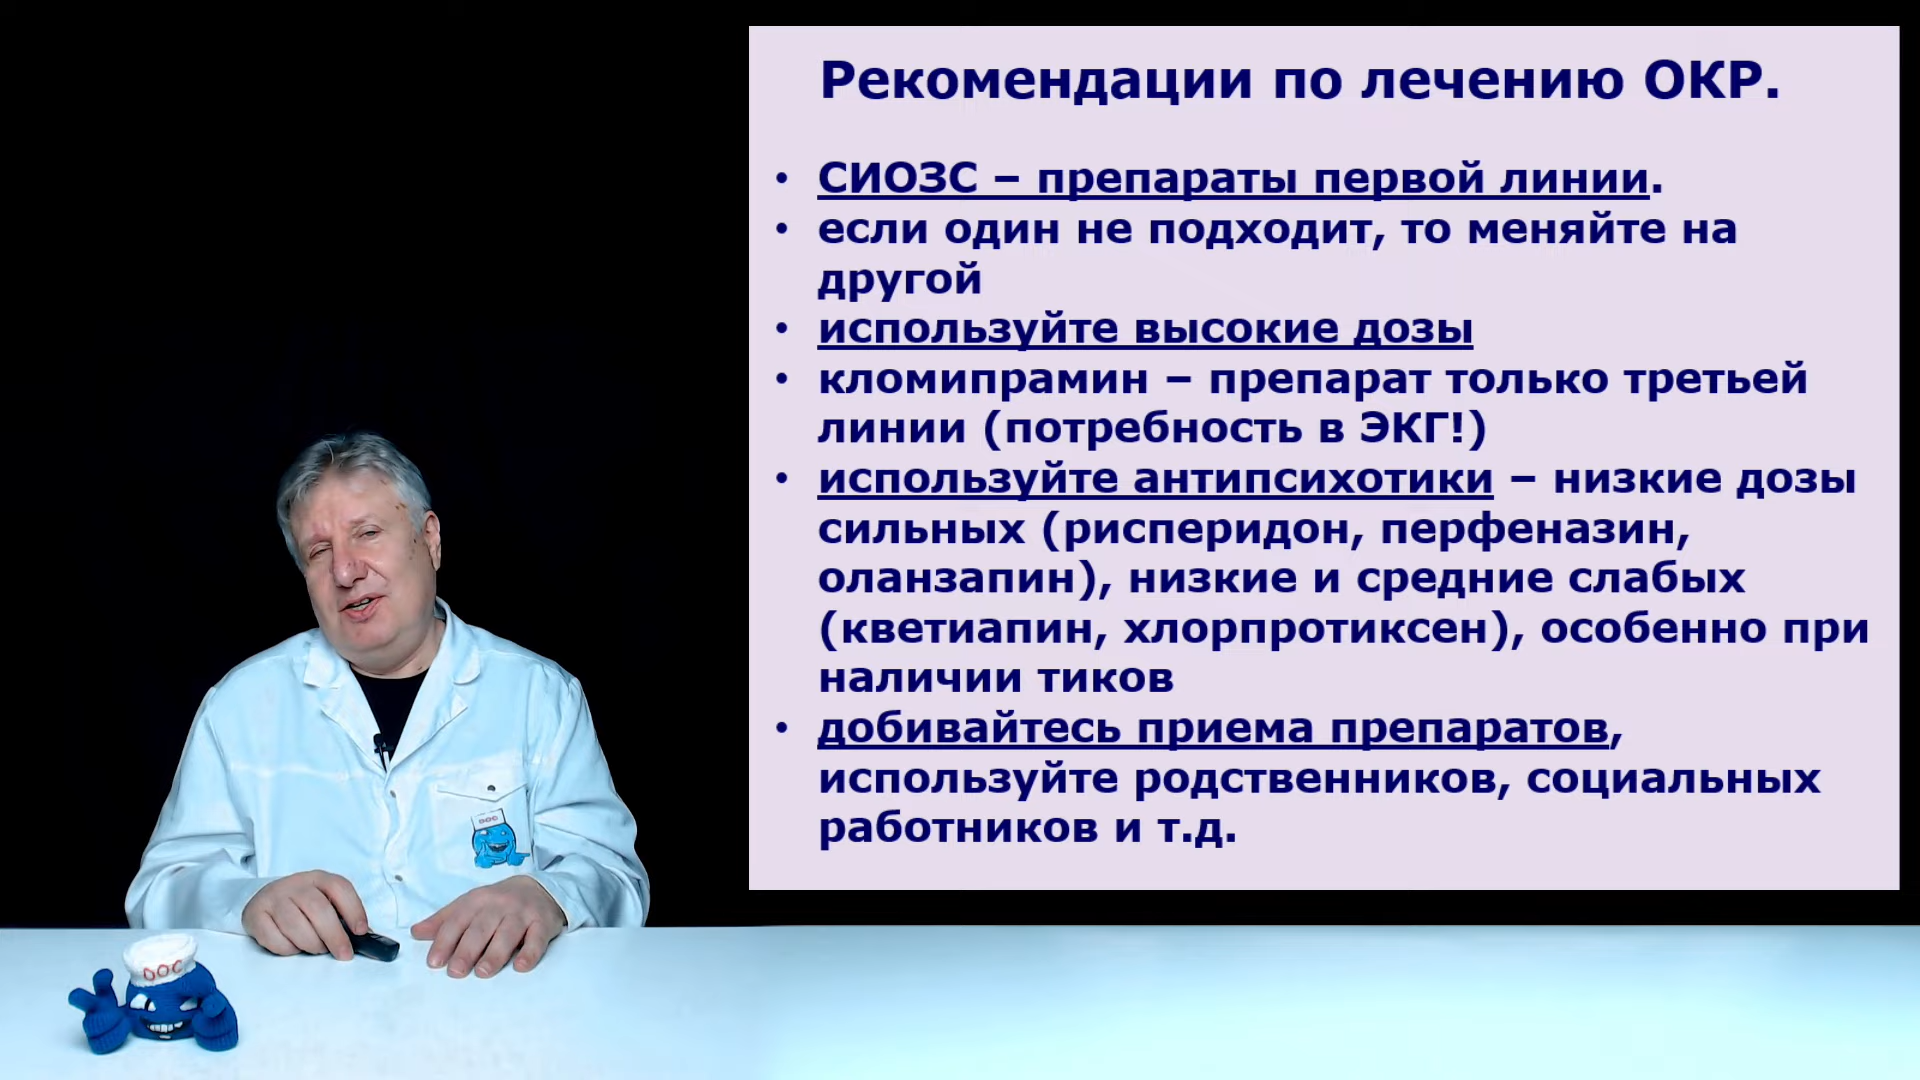 Рекомендации по лечению ОКР.
• СИОЗС – препараты первой линии.
• если один не подходит, то меняйте на
другой
• используйте высокие дозы
• кломипрамин – препарат только третьей
линии (потребность в ЭКГ!)
• используйте антипсихотики – низкие дозы
сильных (рисперидон, перфеназин,
оланзапин), низкие и средние слабых
(кветиапин, хлорпротиксен), особенно при
наличии тиков
• добивайтесь приема препаратов,
используйте родственников, социальных
работников и т.д.
DOC
DOC